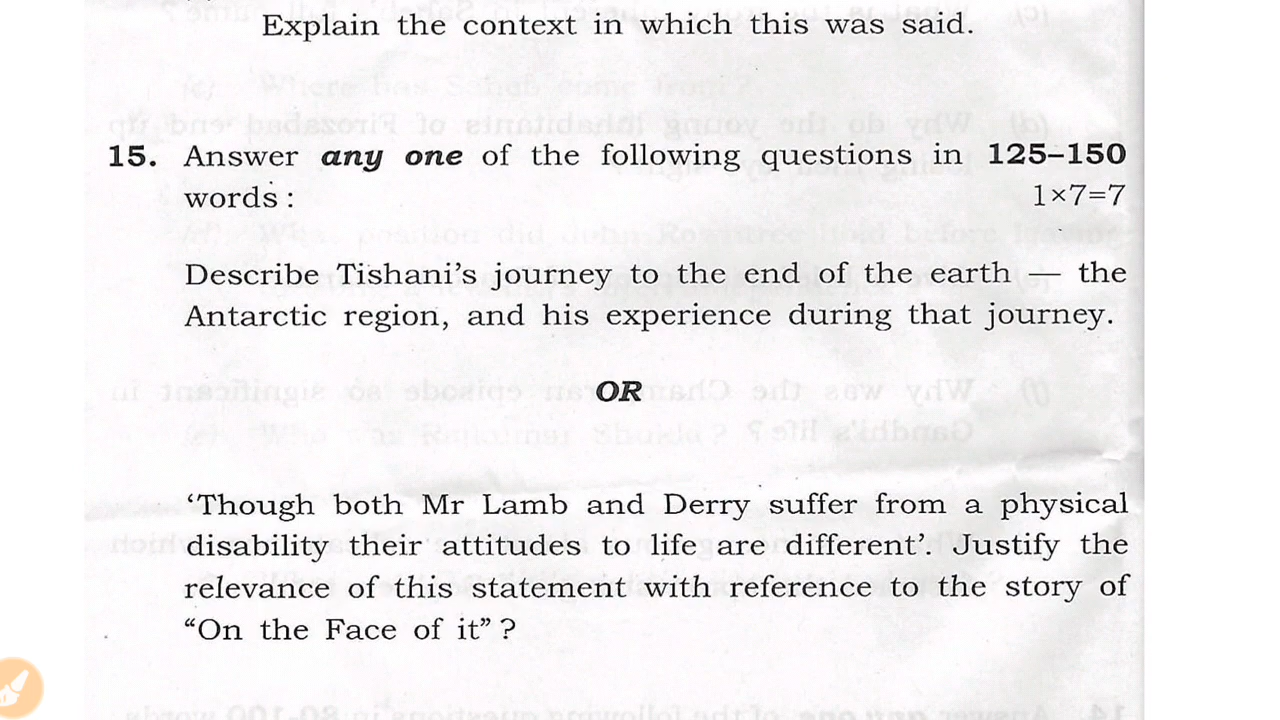 Explain the context in which this was said.
15. Answer any one of the following questions in 125–150
words : 1×7=7
Describe Tishani’s journey to the end of the earth — the
Antarctic region, and his experience during that journey.
OR
‘Though both Mr Lamb and Derry suffer from a physical
disability their attitudes to life are different’. Justify the
relevance of this statement with reference to the story of
“On the Face of it” ?